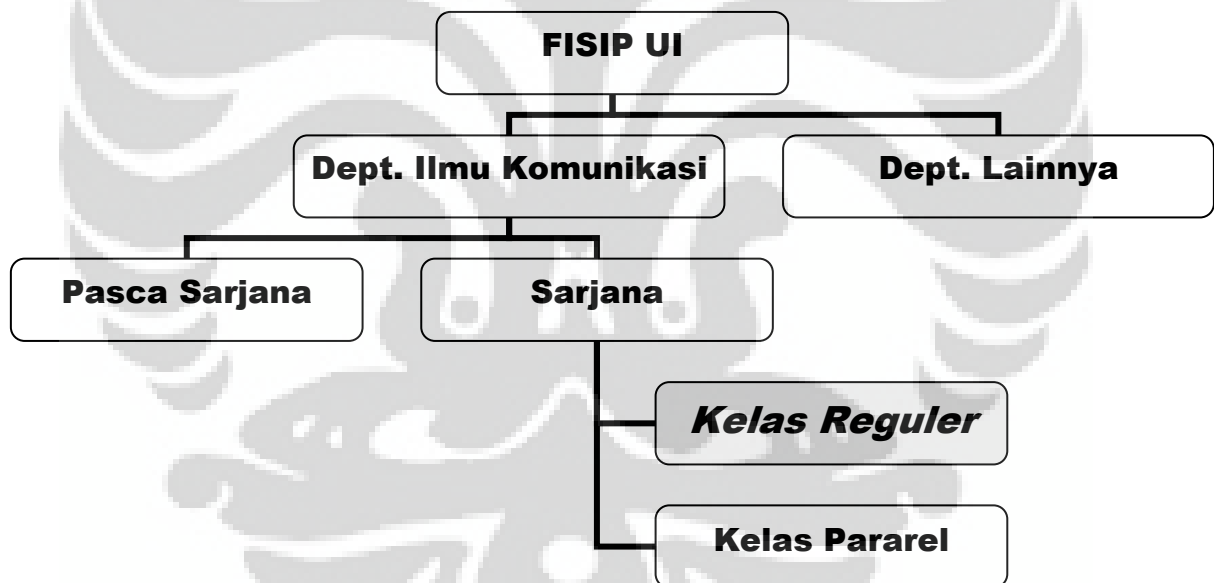 FISIP UI
Dept. Ilmu Komunikasi
Dept. Lainnya
Pasca Sarjana
Sarjana
Kelas Reguler
Kelas Pararel